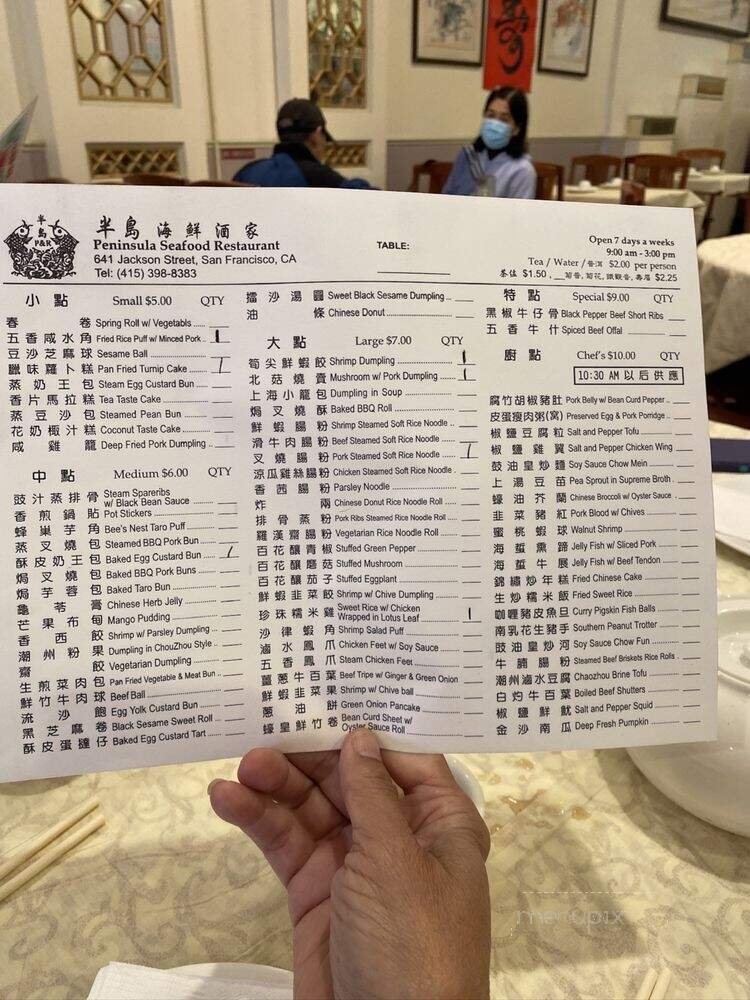 半島
P&R
半島海鮮酒家
Peninsula Seafood Restaurant
641 Jackson Street, San Francisco, CA
Tel: (415) 398-8383
TABLE:
Open 7 days a weeks
9:00 am - 3:00 pm
Tea / Water / 普洱 $2.00 per person
茶位 $1.50 , __菊香, 菊花, 鐵觀音, 壽眉 $2.25
小點 Small $5.00 QTY
春卷 Spring Roll w/ Vegetabls
五香咸水角 Fried Rice Puff w/ Minced Pork
豆沙芝麻球 Sesame Ball
臘味蘿卜糕 Pan Fried Turnip Cake
蒸奶王包 Steam Egg Custard Bun
香片馬拉糕 Tea Taste Cake
蒸豆沙包 Steamed Pean Bun
花奶椰汁糕 Coconut Taste Cake
咸雞籠 Deep Fried Pork Dumpling
中點 Medium $6.00 QTY
豉汁蒸排骨 Steam Spareribs w/ Black Bean Sauce
香煎鍋貼 Pot Stickers
蜂巢芋角 Bee's Nest Taro Puff
蒸叉燒包 Steamed BBQ Pork Bun
酥皮奶王包 Baked Egg Custard Bun
焗叉燒包 Baked BBQ Pork Buns
焗芋蓉包 Baked Taro Bun
龜苓膏 Chinese Herb Jelly
芒果布甸 Mango Pudding
香西餃 Shrimp w/ Parsley Dumpling
潮州粉果 Dumpling in ChouZhou Style
齋餃 Vegetarian Dumpling
生煎菜肉包 Pan Fried Vegetable & Meat Bun
鮮竹牛肉球 Beef Ball
流沙飽 Egg Yolk Custard Bun
黑芝麻卷 Black Sesame Sweet Roll
酥皮蛋撻仔 Baked Egg Custard Tart
擂沙湯圓 Sweet Black Sesame Dumpling
油條 Chinese Donut
大點 Large $7.00 QTY
筍尖鮮蝦餃 Shrimp Dumpling
北菇燒賣 Mushroom w/ Pork Dumpling
上海小籠包 Dumpling in Soup
焗叉燒酥 Baked BBQ Roll
鮮蝦腸粉 Shrimp Steamed Soft Rice Noodle
滑牛肉腸粉 Beef Steamed Soft Rice Noodle
叉燒腸粉 Pork Steamed Soft Rice Noodle
涼瓜雞絲腸粉 Chicken Steamed Soft Rice Noodle
香茜腸粉 Parsley Noodle
炸兩 Chinese Donut Rice Noodle Roll
排骨蒸粉 Pork Ribs Steamed Rice Noodle Roll
羅漢齋腸粉 Vegetarian Rice Noodle Roll
百花釀青椒 Stuffed Green Pepper
百花釀磨菇 Stuffed Mushroom
百花釀茄子 Stuffed Eggplant
鮮蝦韭菜餃 Shrimp w/ Chive Dumpling
珍珠糯米雞 Sweet Rice w/ Chicken Wrapped in Lotus Leaf
沙律蝦角 Shrimp Salad Puff
滷水鳳爪 Chicken Feet w/ Soy Sauce
五香鳳爪 Steam Chicken Feet
薑蔥牛百葉 Beef Tripe w/ Ginger & Green Onion
鮮蝦韭菜果 Shrimp w/ Chive ball
蔥油餅 Green Onion Pancake
蠔皇鮮竹卷 Bean Curd Sheet w/ Oyster Sauce Roll
特點 Special $9.00 QTY
黑椒牛仔骨 Black Pepper Beef Short Ribs
五香牛什 Spiced Beef Offal
廚點 Chef's $10.00 QTY
10:30 AM 以后供應
腐竹胡椒豬肚 Pork Belly w/ Bean Curd Pepper
皮蛋瘦肉粥(窩) Preserved Egg & Pork Porridge
椒鹽豆腐粒 Salt and Pepper Tofu
椒鹽雞翼 Salt and Pepper Chicken Wing
豉油皇炒麵 Soy Sauce Chow Mein
上湯豆苗 Pea Sprout in Supreme Broth
蠔油芥蘭 Chinese Broccoli w/ Oyster Sauce
韭菜豬紅 Pork Blood w/ Chives
蜜桃蝦球 Walnut Shrimp
海蜇熏蹄 Jelly Fish w/ Sliced Pork
海蜇牛展 Jelly Fish w/ Beef Tendon
錦繡炒年糕 Fried Chinese Cake
生炒糯米飯 Fried Sweet Rice
咖喱豬皮魚旦 Curry Pigskin Fish Balls
南乳花生豬手 Southern Peanut Trotter
豉油皇炒河 Soy Sauce Chow Fun
牛腩腸粉 Steamed Beef Briskets Rice Rolls
潮州滷水豆腐 Chaozhou Brine Tofu
白灼牛百葉 Boiled Beef Shutters
椒鹽鮮魷 Salt and Pepper Squid
金沙南瓜 Deep Fresh Pumpkin
menupix